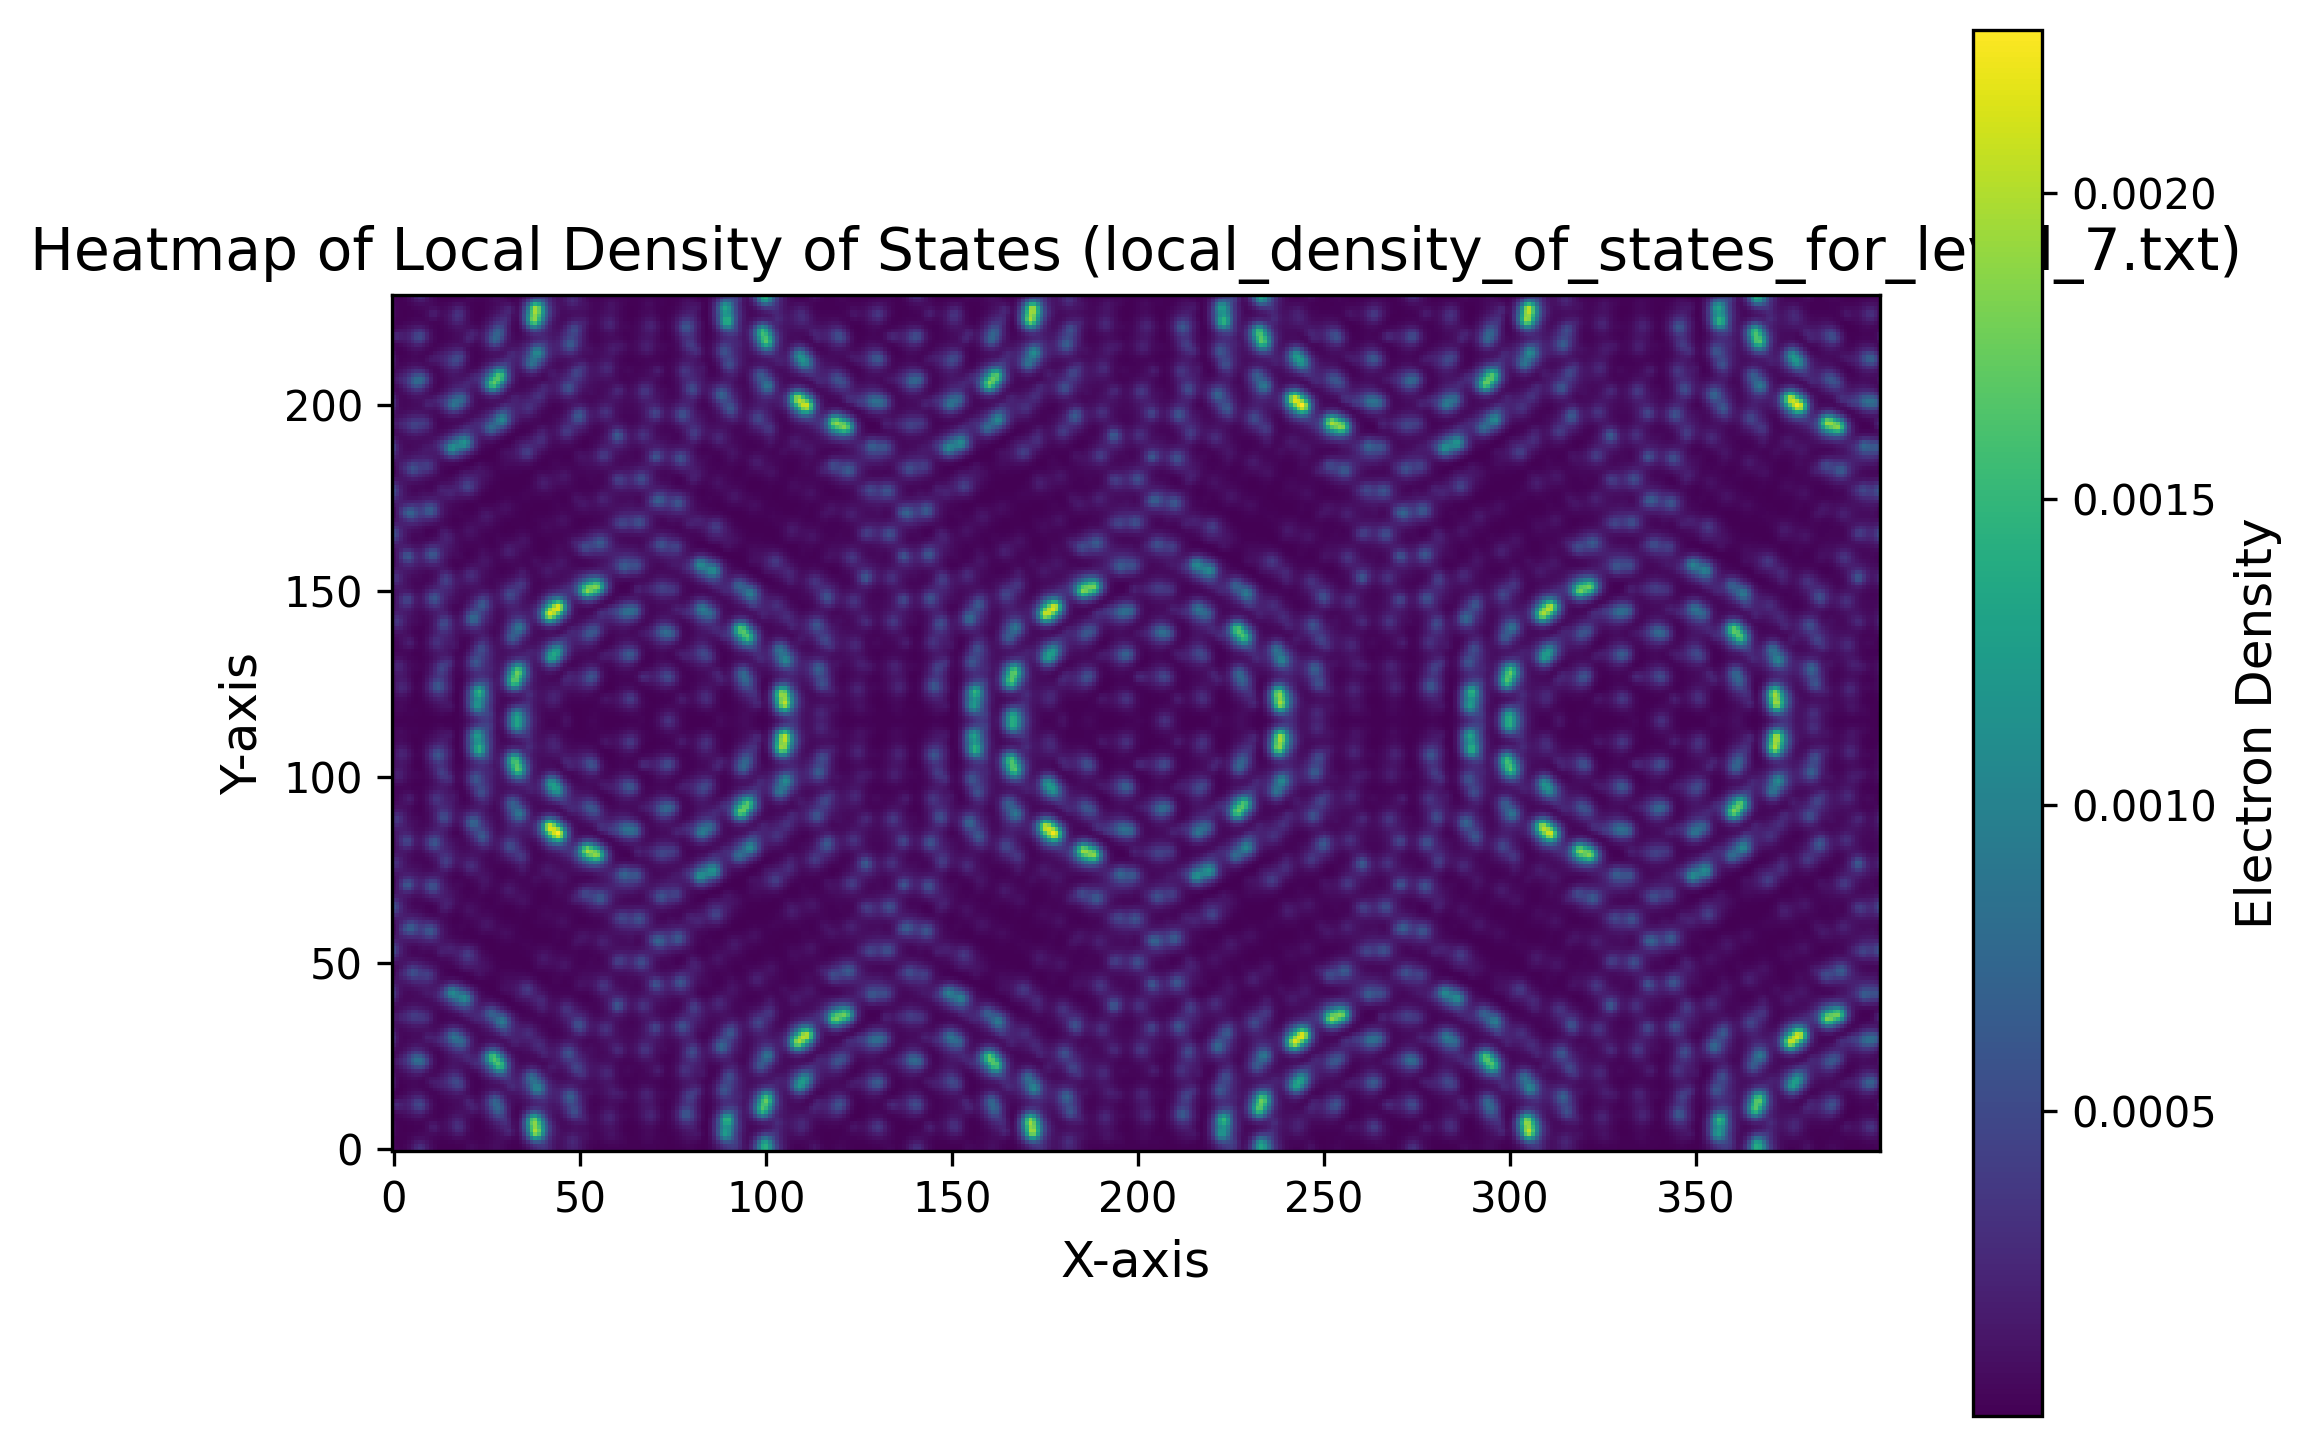 Heatmap of Local Density of States (local_density_of_states_for_le _7.txt)
0.0020
0.0015
0.0010
0.0005
Electron Density
200
150
100
50
0
Y-axis
0 50 100 150 200 250 300 350
X-axis